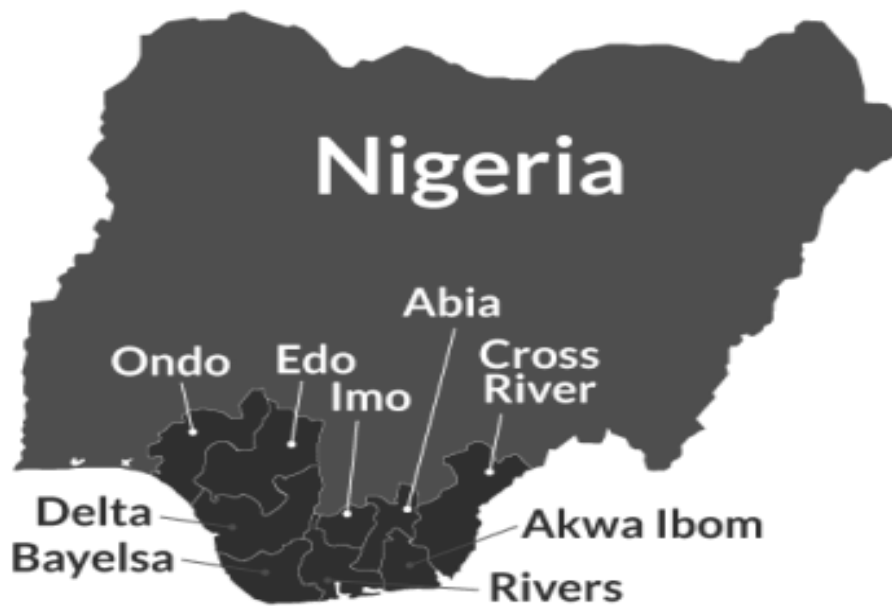 Nigeria
Abia
Ondo
Edo
Cross
River
Imo
Delta
Akwa Ibom
Bayelsa
Rivers